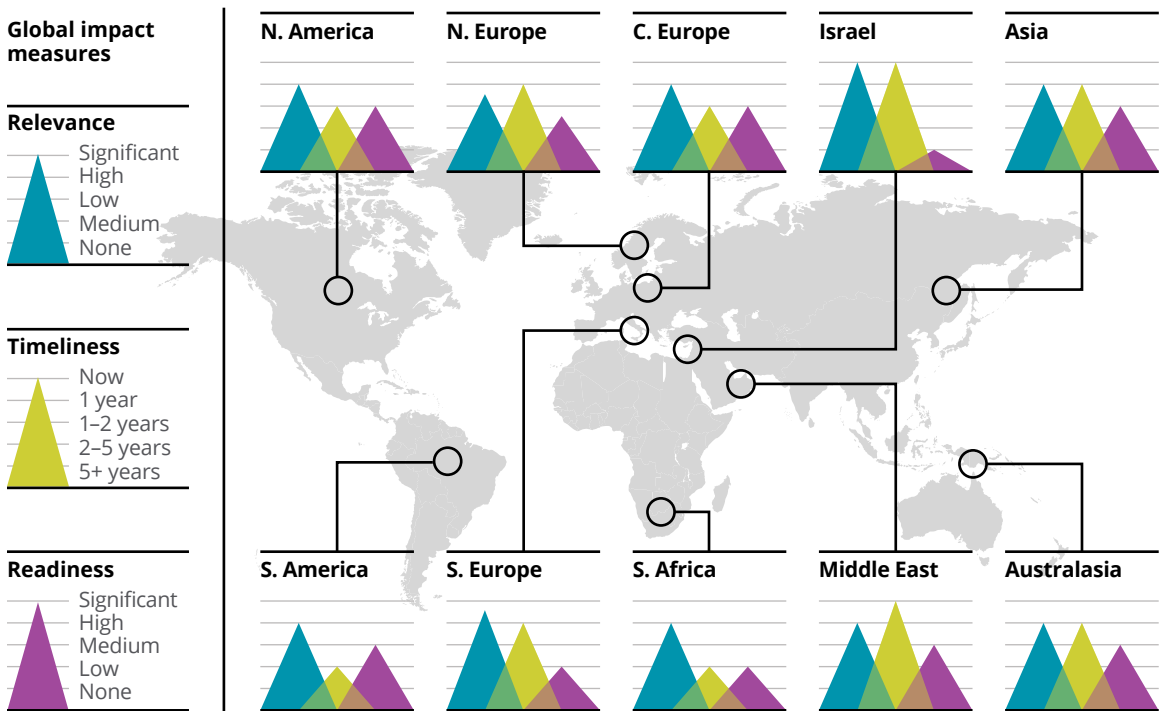 Global impact
measures
Relevance
Significant
High
Low
Medium
None
Timeliness
Now
1 year
1–2 years
2–5 years
5+ years
Readiness
Significant
High
Medium
Low
None
N. America
N. Europe
C. Europe
Israel
Asia
S. America
S. Europe
S. Africa
Middle East
Australasia